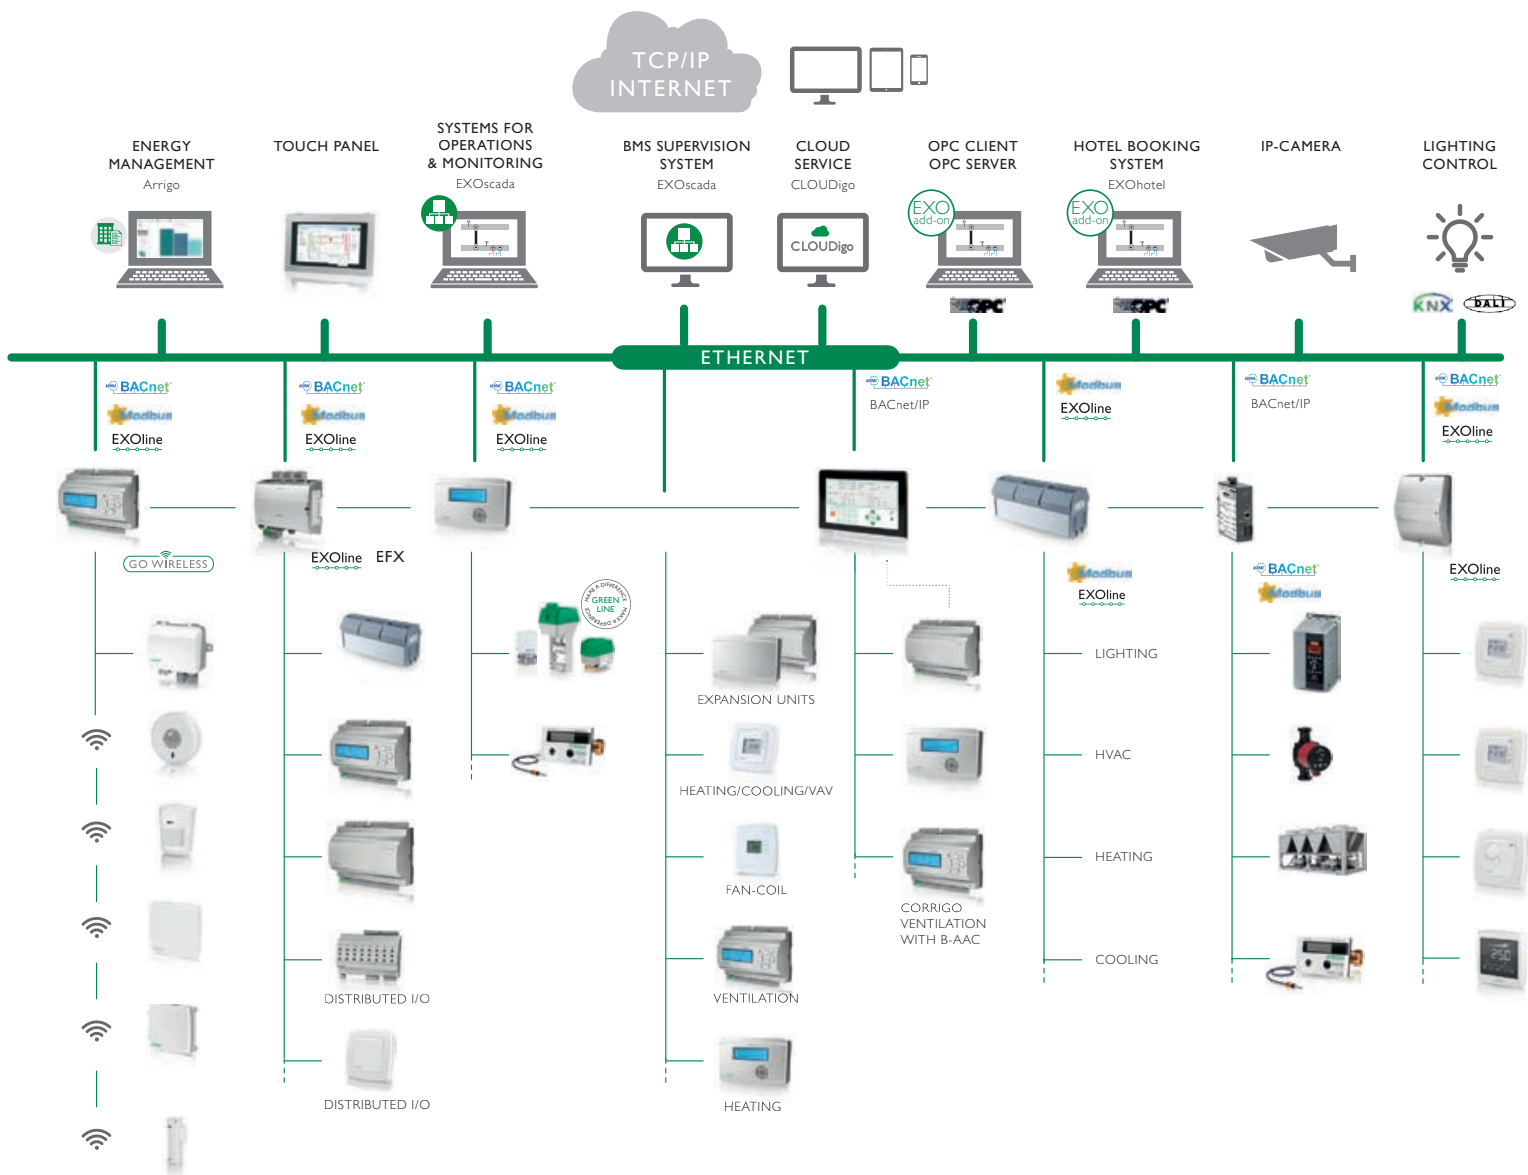 TCP/IP
INTERNET
ENERGY
MANAGEMENT
Arrigo
TOUCH PANEL
SYSTEMS FOR
OPERATIONS
& MONITORING
EXOscada
BMS SUPERVISION
SYSTEM
EXOscada
CLOUD
SERVICE
CLOUDigo
OPC CLIENT
OPC SERVER
HOTEL BOOKING
SYSTEM
EXOhotel
IP-CAMERA
LIGHTING
CONTROL
CLOUDigo
EXO
add-on
EXO
add-on
OPC
OPC
KNX
DALI
ETHERNET
BACnet
Modbus
EXOline
BACnet
Modbus
EXOline
BACnet
Modbus
EXOline
BACnet
BACnet/IP
Modbus
EXOline
BACnet
BACnet/IP
BACnet
Modbus
EXOline
GO WIRELESS
EXOline EFX
MAKE A DIFFERENCE
GREEN
LINE
MAKE A DIFFERENCE
Modbus
EXOline
BACnet
Modbus
EXOline
EXPANSION UNITS
HEATING/COOLING/VAV
FAN-COIL
VENTILATION
HEATING
CORRIGO
VENTILATION
WITH B-AAC
LIGHTING
HVAC
HEATING
COOLING
DISTRIBUTED I/O
DISTRIBUTED I/O